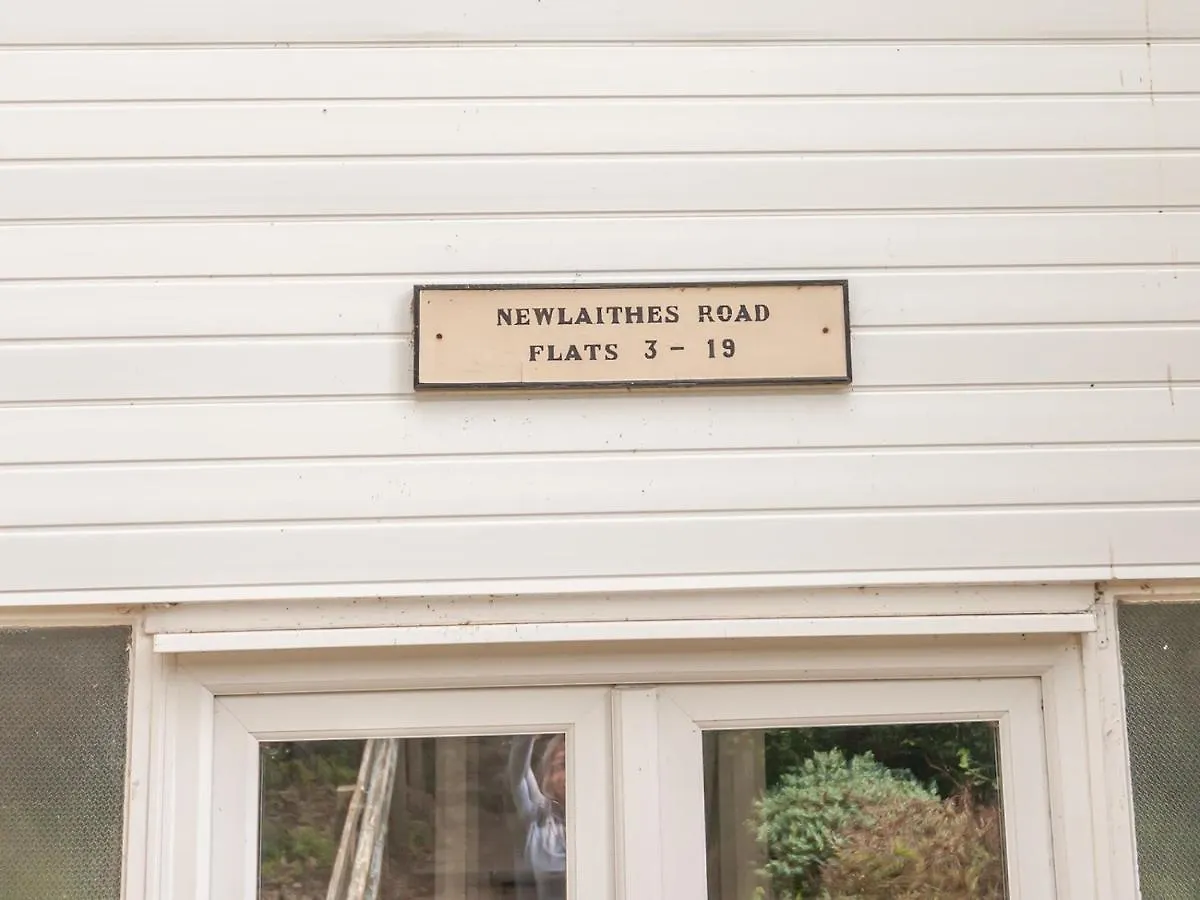 NEWLAITHES ROAD
FLATS 3 - 19